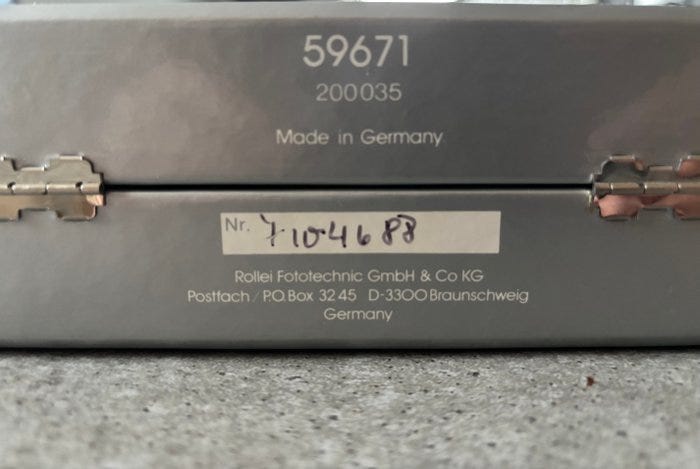 59671
200035
Made in Germany
Nr. 7104688
Rollei Fototechnic GmbH & Co KG
Postfach / P.O. Box 32 45 D-3300 Braunschweig
Germany